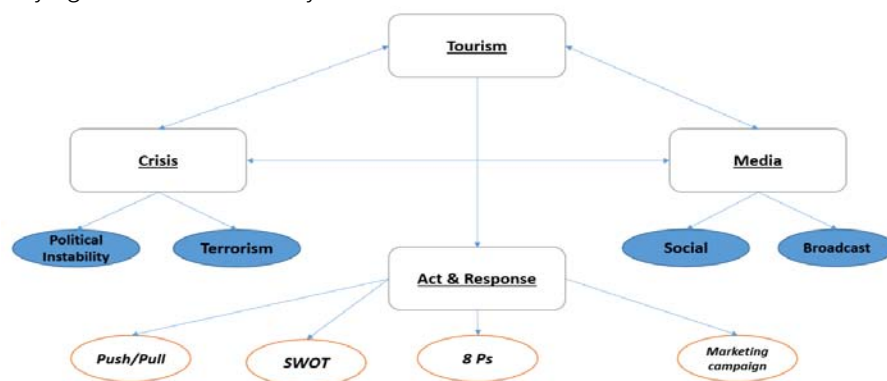 Tourism
Crisis
Media
Political
Instability
Terrorism
Social
Broadcast
Act & Response
Push/Pull
SWOT
8 Ps
Marketing
campaign